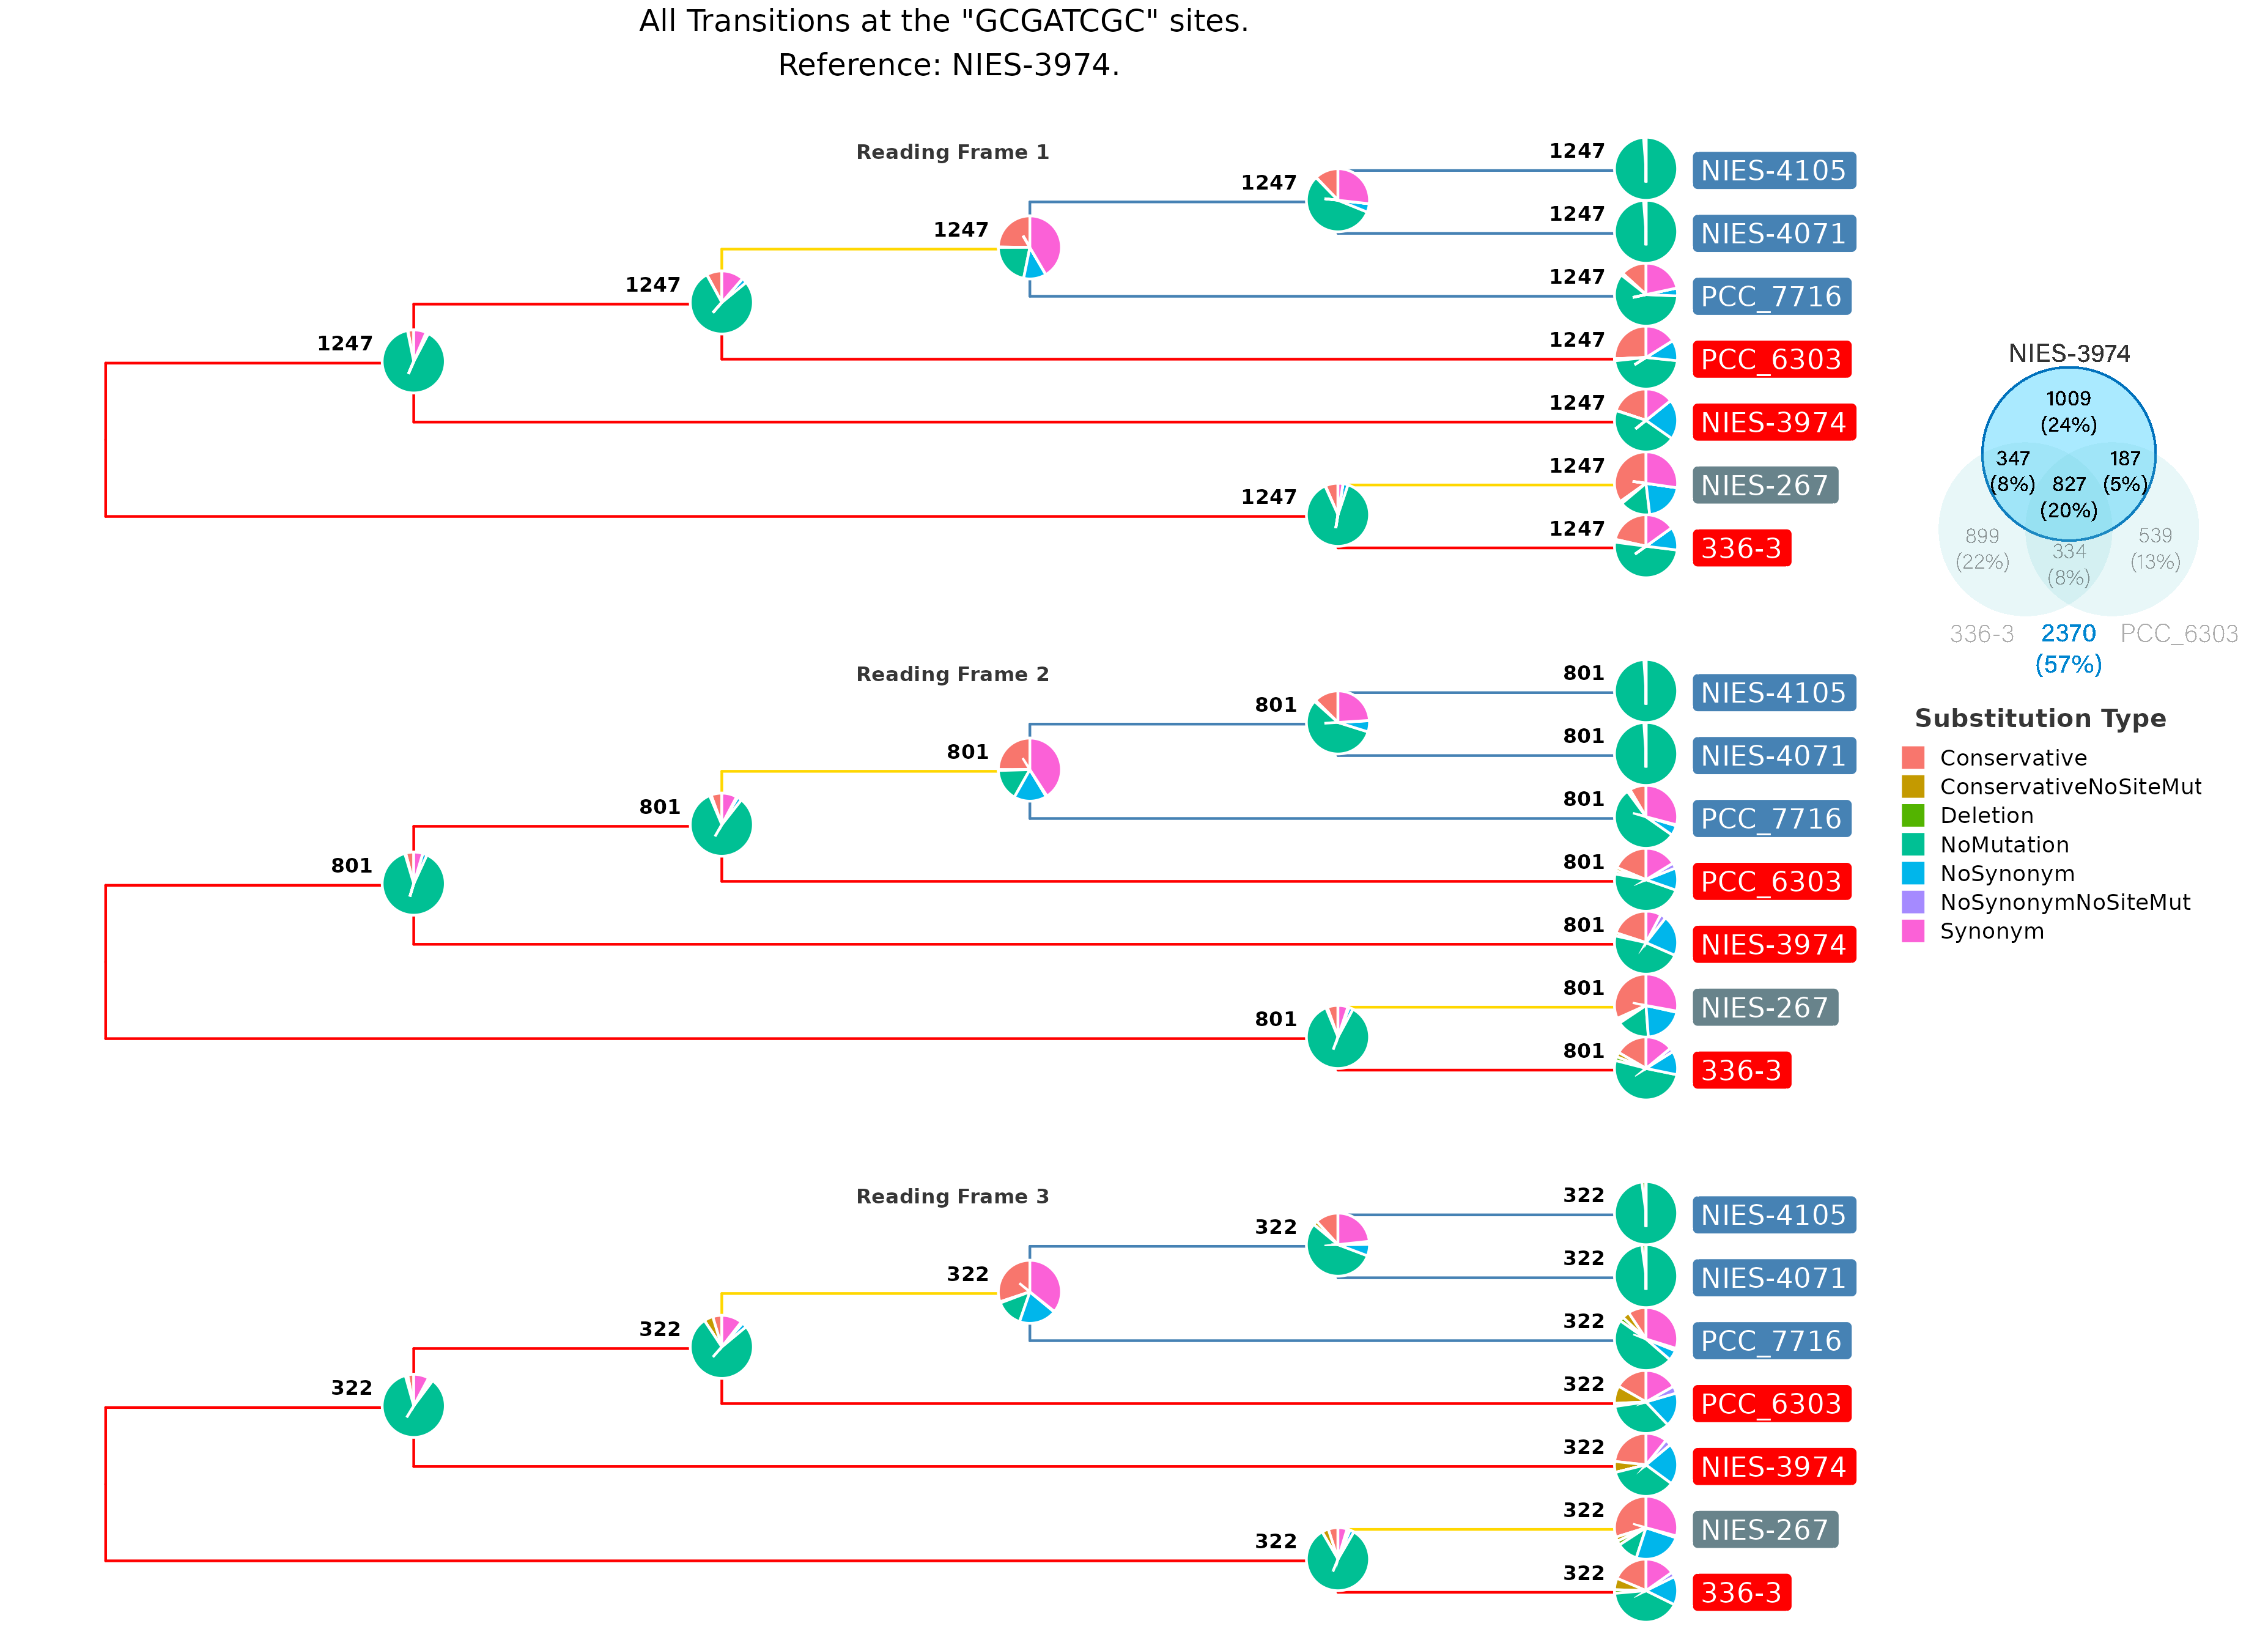 All Transitions at the "GCGATCGC" sites.
Reference: NIES-3974.
Reading Frame 1
1247
NIES-4105
1247
1247
NIES-4071
1247
1247
PCC_7716
1247
1247
PCC_6303
1247
1247
NIES-3974
1247
NIES-267
1247
1247
336-3
Reading Frame 2
801
NIES-4105
801
801
NIES-4071
801
801
PCC_7716
801
801
PCC_6303
801
801
NIES-3974
801
NIES-267
801
801
336-3
Reading Frame 3
322
NIES-4105
322
322
NIES-4071
322
322
PCC_7716
322
322
PCC_6303
322
322
NIES-3974
322
NIES-267
322
322
336-3
NIES-3974
1009
(24%)
347
(8%)
187
(5%)
827
(20%)
899
(22%)
334
(8%)
539
(13%)
336-3
2370
(57%)
PCC_6303
Substitution Type
Conservative
ConservativeNoSiteMut
Deletion
NoMutation
NoSynonym
NoSynonymNoSiteMut
Synonym